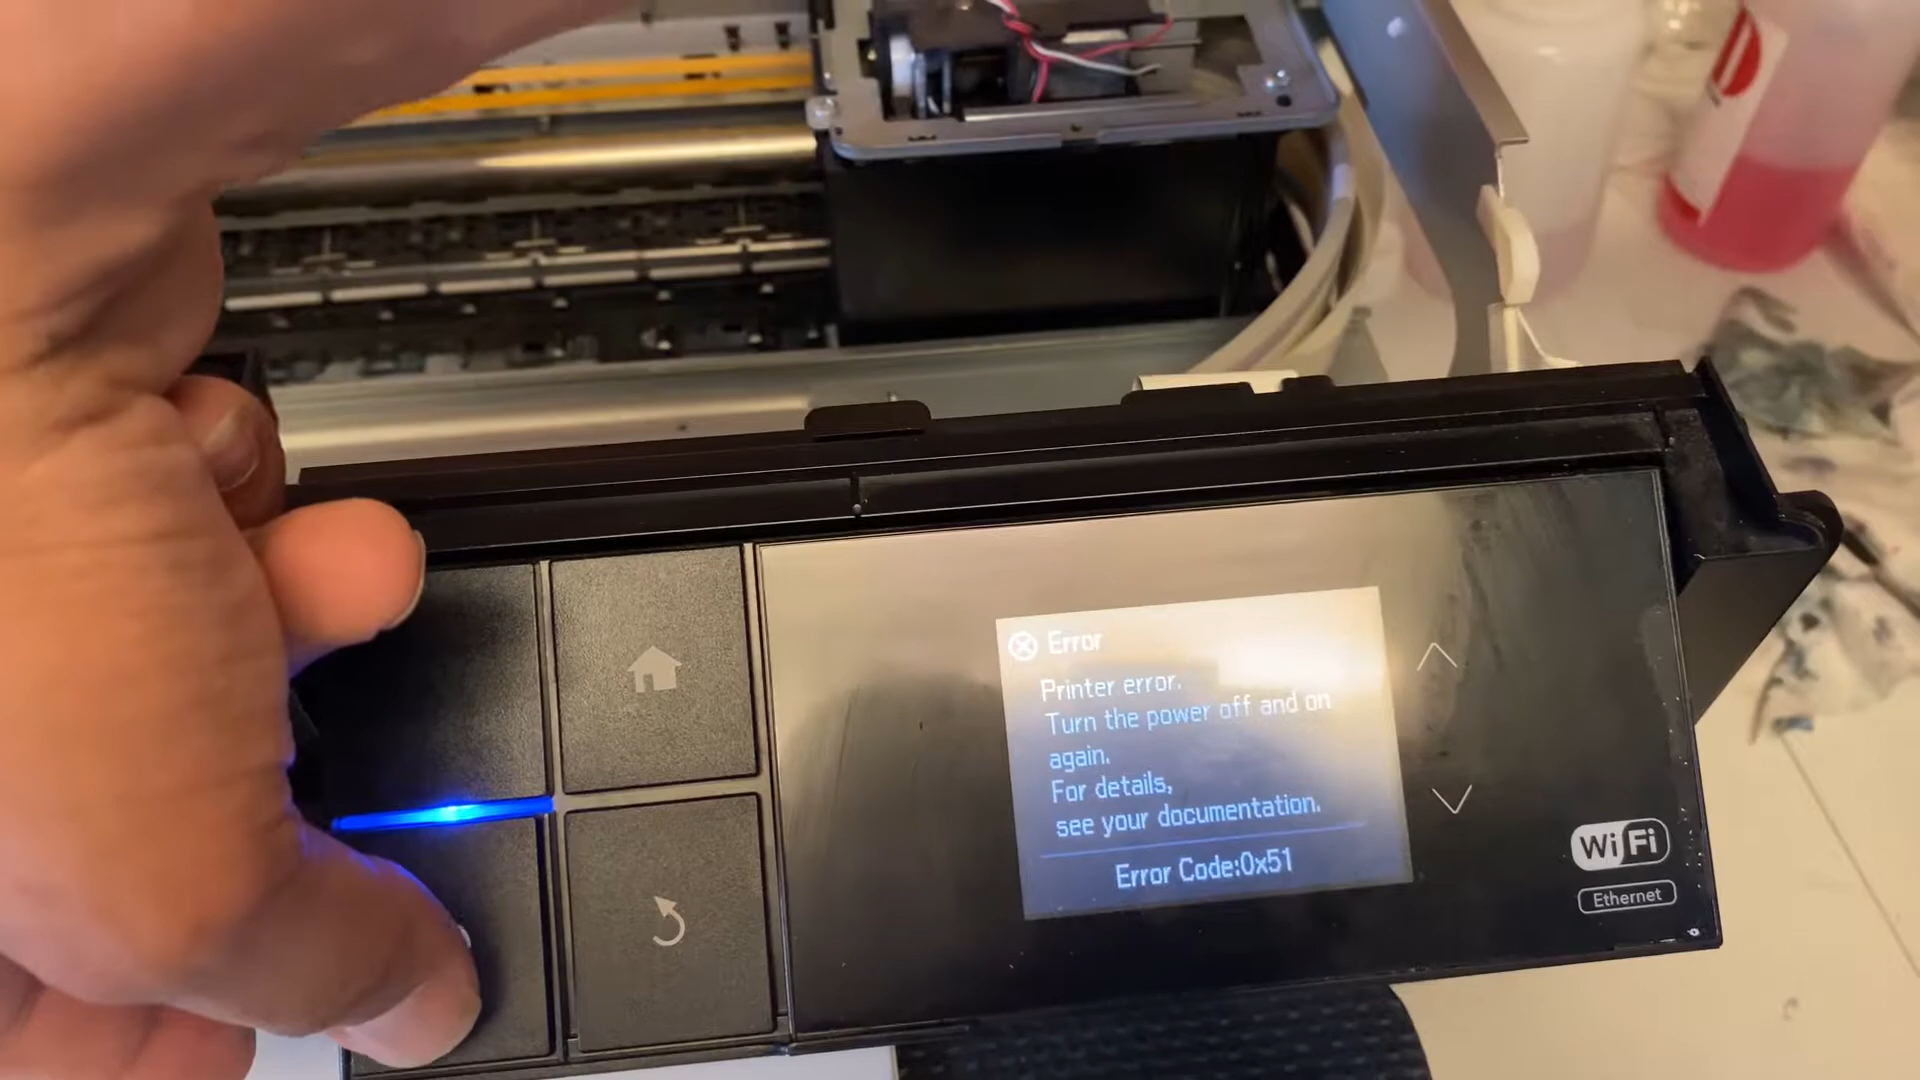 Error
Printer error.
Turn the power off and on
again.
For details,
see your documentation.
Error Code:0x51
WiFi
Ethernet